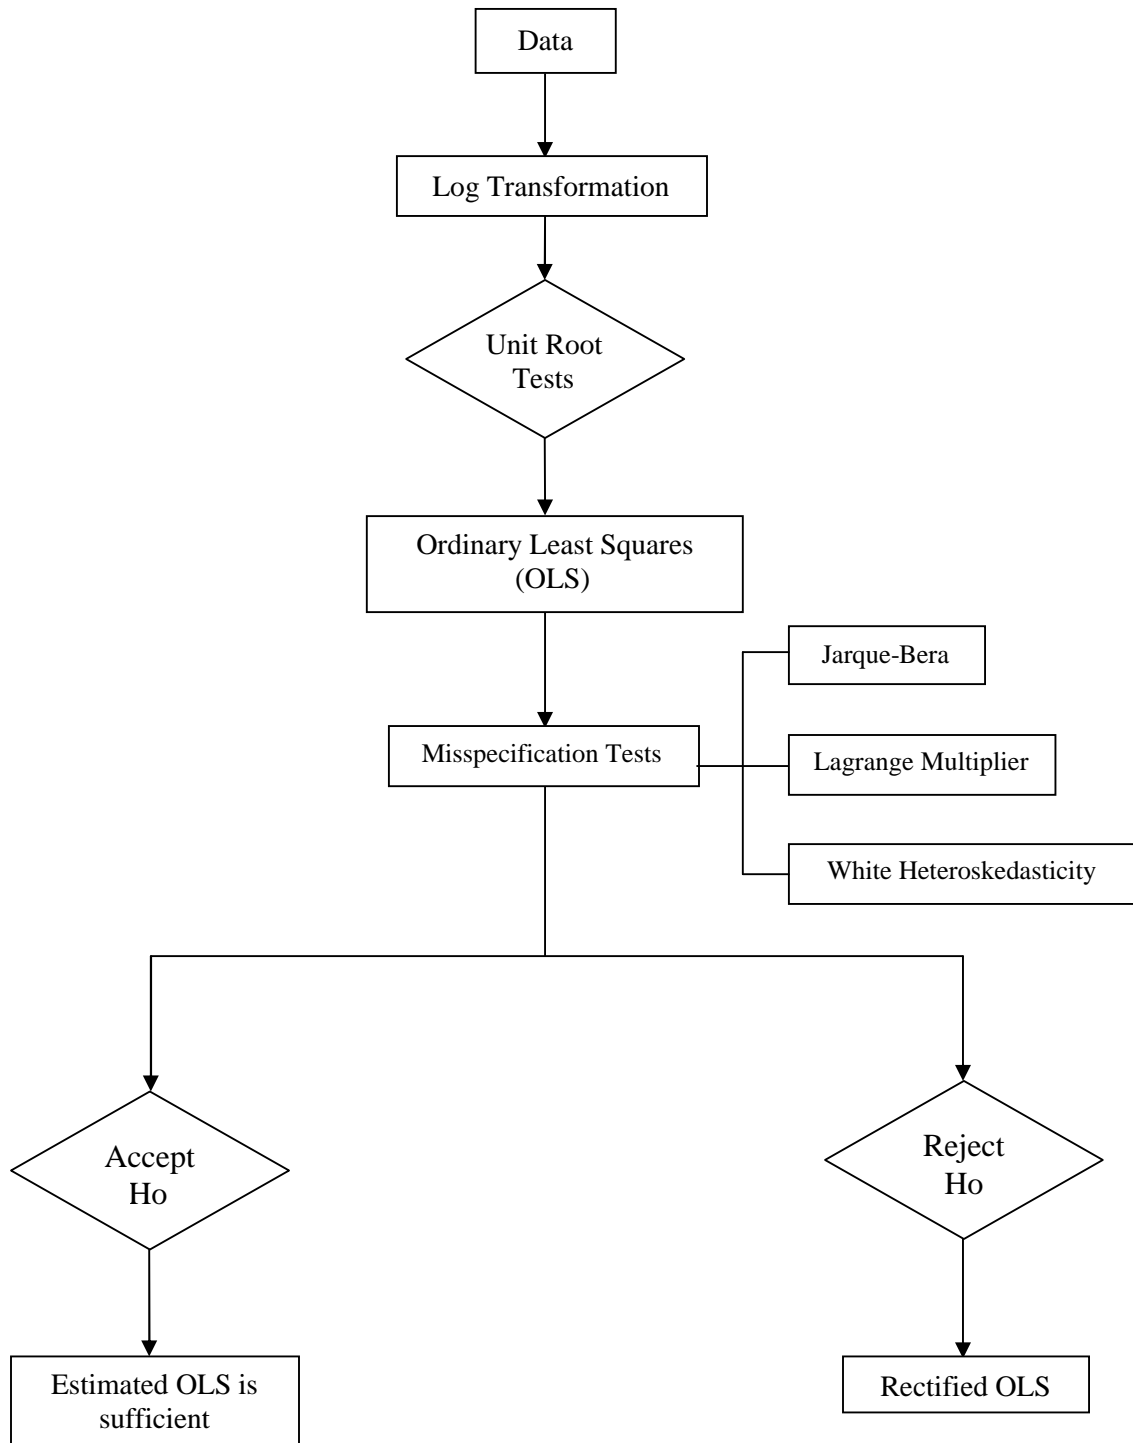 Data
Log Transformation
Unit Root
Tests
Ordinary Least Squares
(OLS)
Jarque-Bera
Misspecification Tests
Lagrange Multiplier
White Heteroskedasticity
Accept
Ho
Reject
Ho
Estimated OLS is
sufficient
Rectified OLS